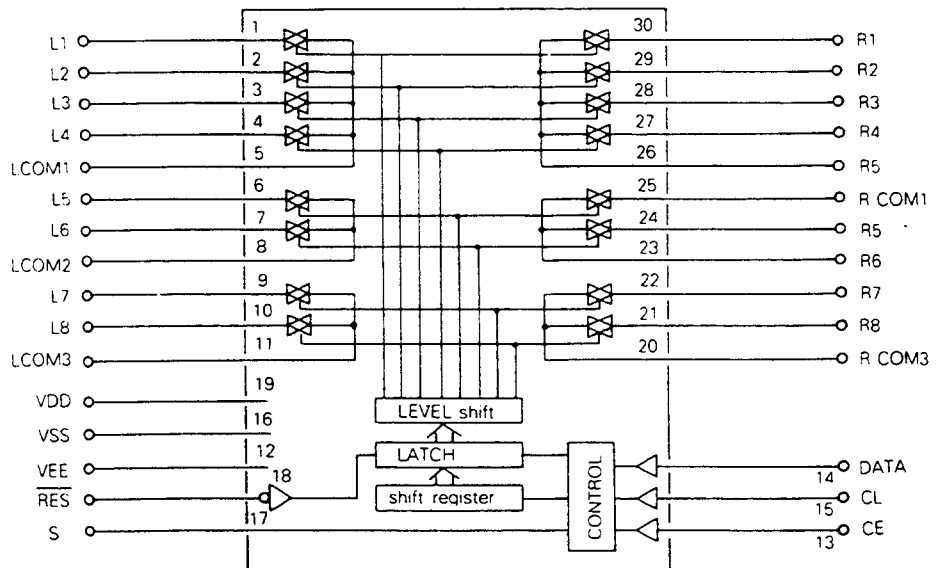 L1 1 30 R1
L2 2 29 R2
L3 3 28 R3
L4 4 27 R4
LCOM1 5 26 R5
L5 6 25 R COM1
L6 7 24 R5
LCOM2 8 23 R6
L7 9 22 R7
L8 10 21 R8
LCOM3 11 20 R COM3
VDD 19
LEVEL shift
VSS 16
VEE 12
LATCH
CONTROL
14 DATA
RES 18
shift register
15 CL
S 17
13 CE